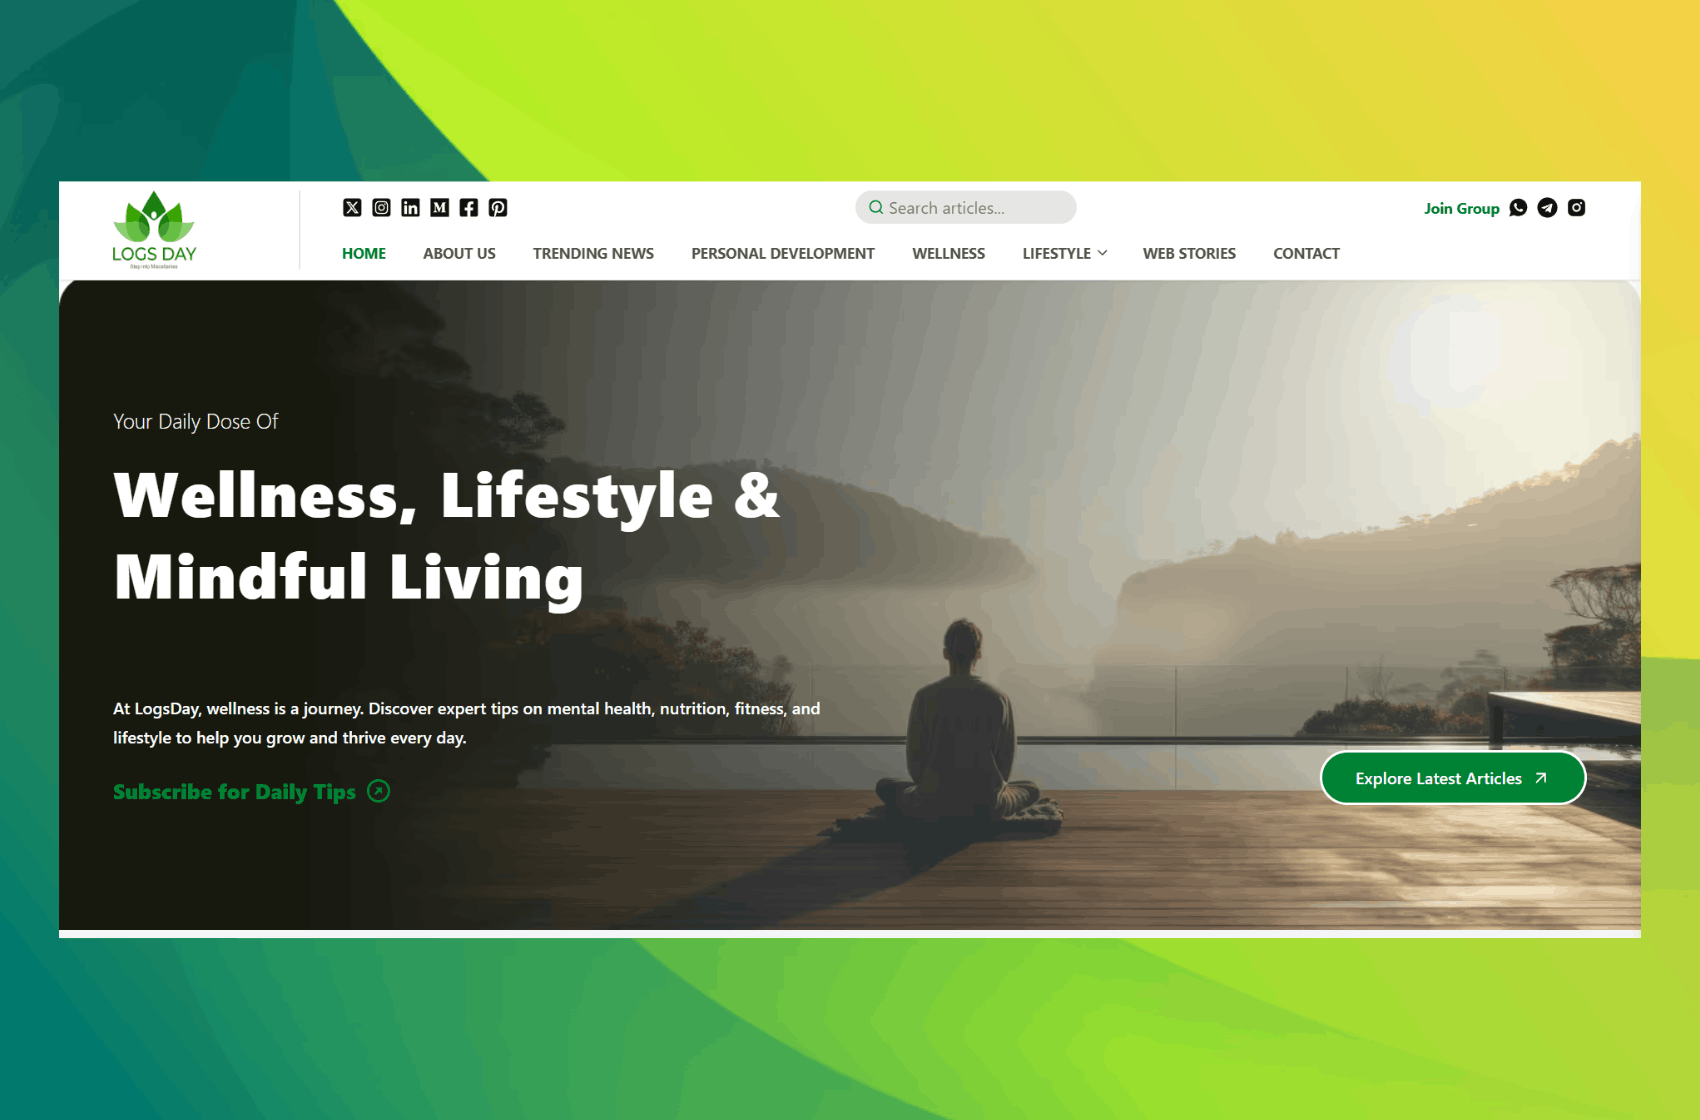 LOGS DAY
Search articles...
Join Group
HOME ABOUT US TRENDING NEWS PERSONAL DEVELOPMENT WELLNESS LIFESTYLE WEB STORIES CONTACT
Your Daily Dose Of
Wellness, Lifestyle &
Mindful Living
At LogsDay, wellness is a journey. Discover expert tips on mental health, nutrition, fitness, and
lifestyle to help you grow and thrive every day.
Subscribe for Daily Tips
Explore Latest Articles